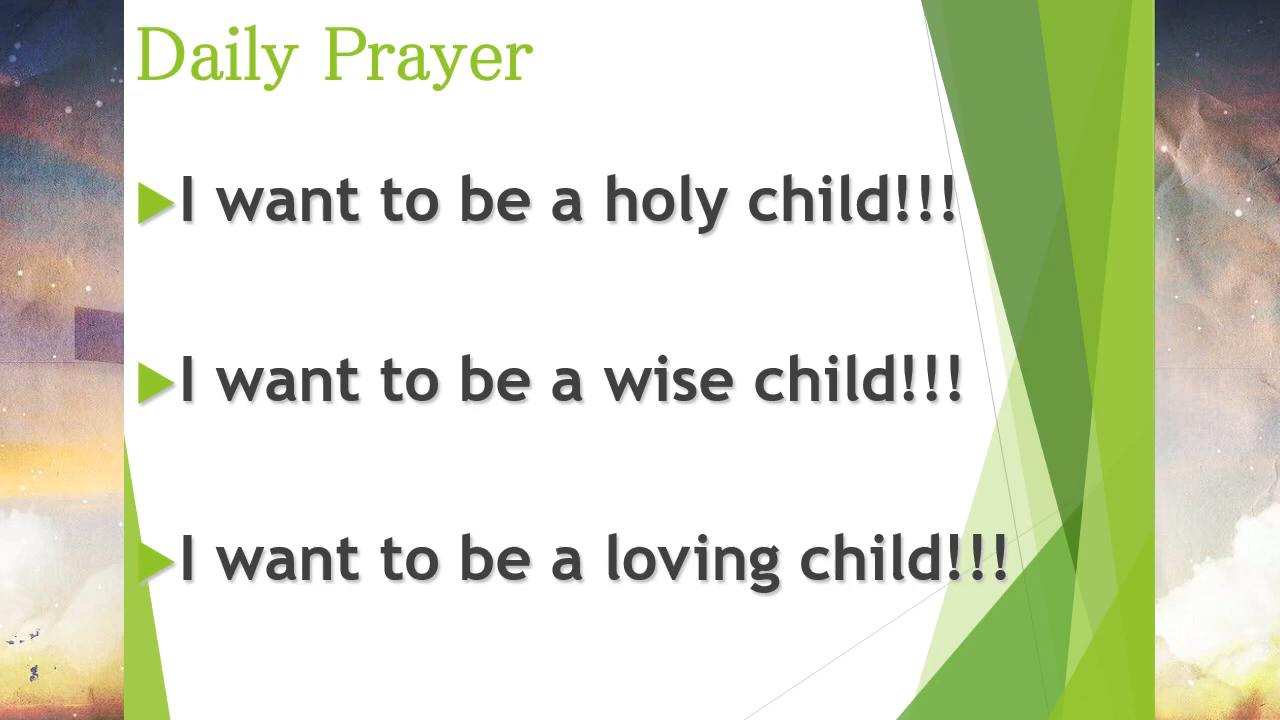 Daily Prayer
I want to be a holy child!!!
I want to be a wise child!!!
I want to be a loving child!!!